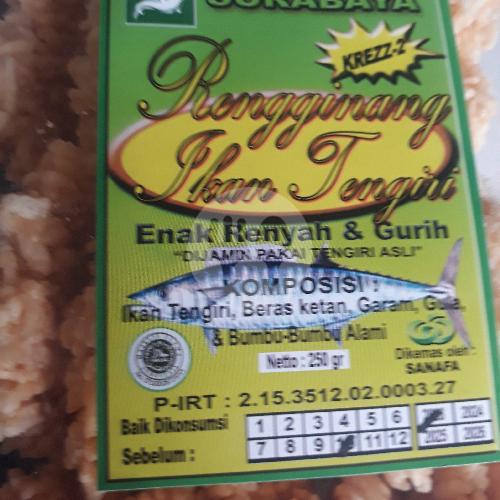 SURABAYA
KREZZ-2
Rengginang
Ikan Tengiri
Enak Renyah & Gurih
"DIJAMIN PAKAI TENGIRI ASLI"
KOMPOSISI :
Ikan Tengiri, Beras ketan, Garam, Gula,
& Bumbu-Bumbu Alami
Netto : 250 gr
Dikemas oleh :
SANAFA
P-IRT : 2.15.3512.02.0003.27
Baik Dikonsumsi
Sebelum :
1 2 3 4 5 6 2024
7 8 9 11 12 2025 2026